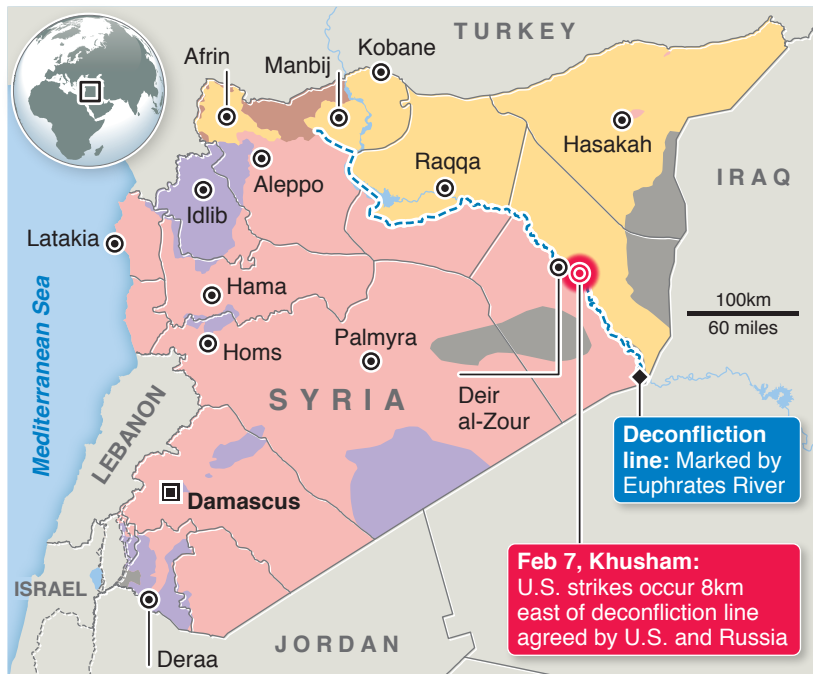 TURKEY
Afrin
Manbij
Kobane
Hasakah
IRAQ
Raqqa
Aleppo
Idlib
Latakia
Hama
100km
60 miles
Mediterranean Sea
Homs
Palmyra
SYRIA
Deir
al-Zour
LEBANON
Deconfliction
line: Marked by
Euphrates River
Damascus
Feb 7, Khusham:
U.S. strikes occur 8km
east of deconfliction line
agreed by U.S. and Russia
ISRAEL
JORDAN
Deraa